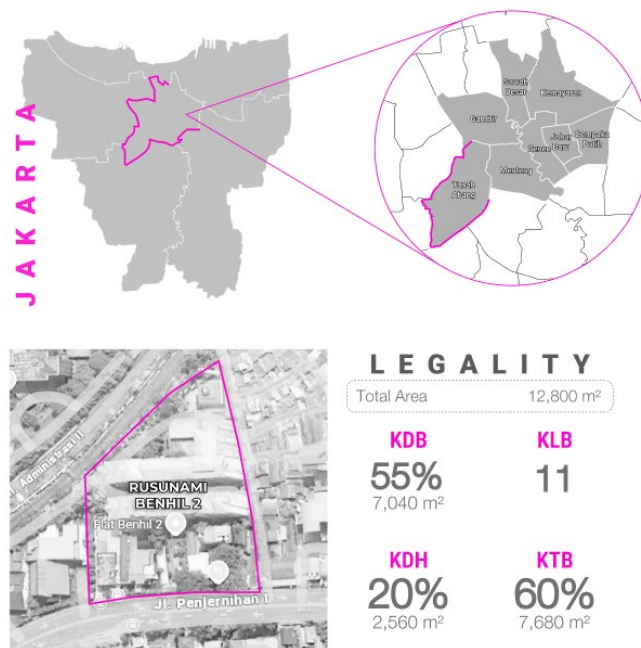 JAKARTA
Sawah
Besar
Kemayoran
Gambir
Johar
Baru
Cempaka
Putih
Senen
Menteng
Tanah
Abang
LEGALITY
Total Area 12,800 m²
KDB KLB
55% 11
7,040 m²
KDH KTB
20% 60%
2,560 m² 7,680 m²
Administrasi II
RUSUNAMI
BENHIL 2
Flat Benhil 2
Jl. Penjernihan I